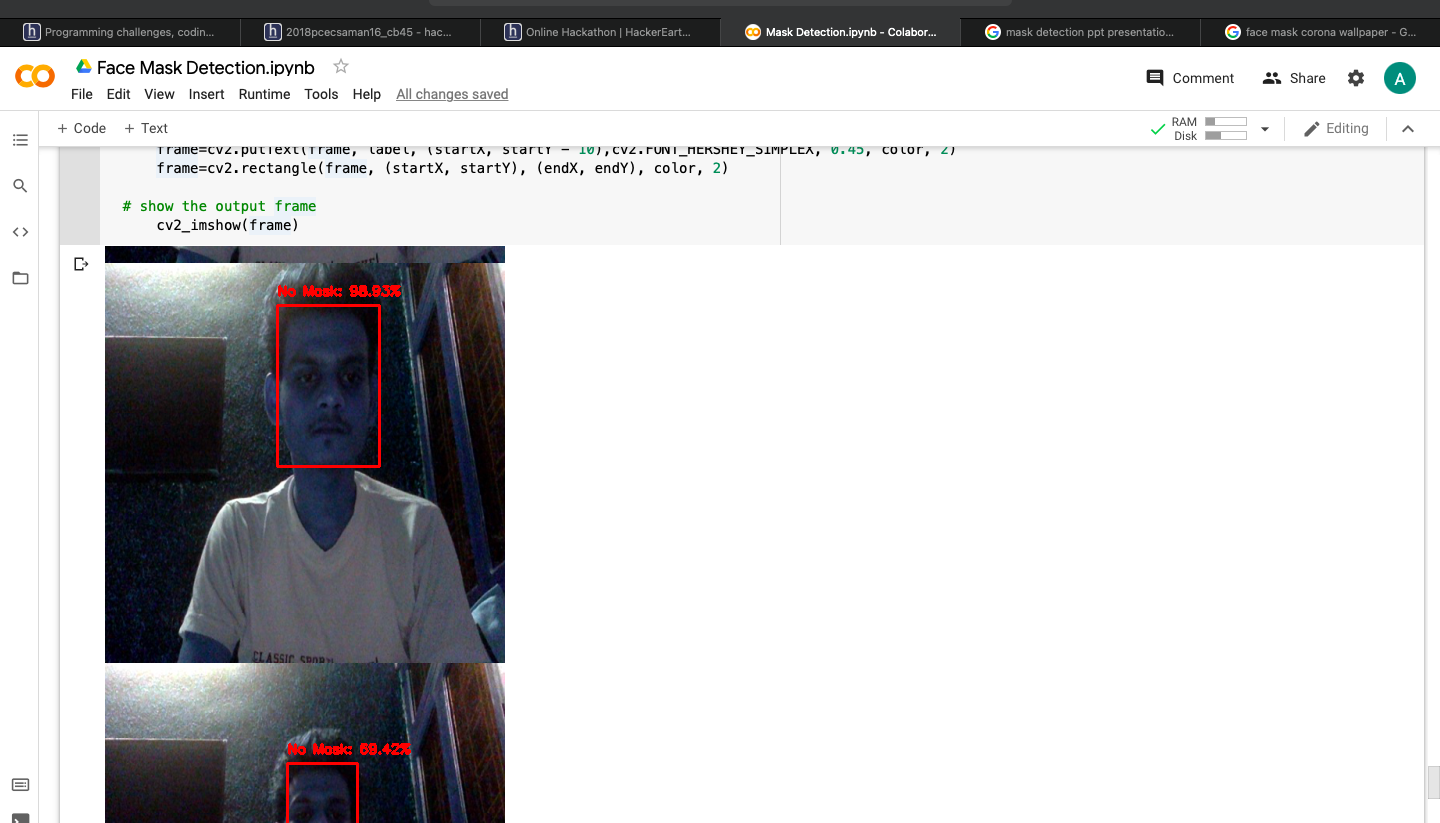 Programming challenges, codin...
2018pcecsaman16_cb45 - hac...
Online Hackathon | HackerEart...
Mask Detection.ipynb - Colabor...
mask detection ppt presentatio...
face mask corona wallpaper - G...
Face Mask Detection.ipynb
File Edit View Insert Runtime Tools Help All changes saved
Comment Share A
+ Code + Text
RAM
Disk
Editing
frame=cv2.putText(frame, label, (startX, startY - 10),cv2.FONT_HERSHEY_SIMPLEX, 0.45, color, 2)
frame=cv2.rectangle(frame, (startX, startY), (endX, endY), color, 2)
# show the output frame
cv2_imshow(frame)
No Mask: 98.93%
CLASSIC SPORT
No Mask: 69.42%